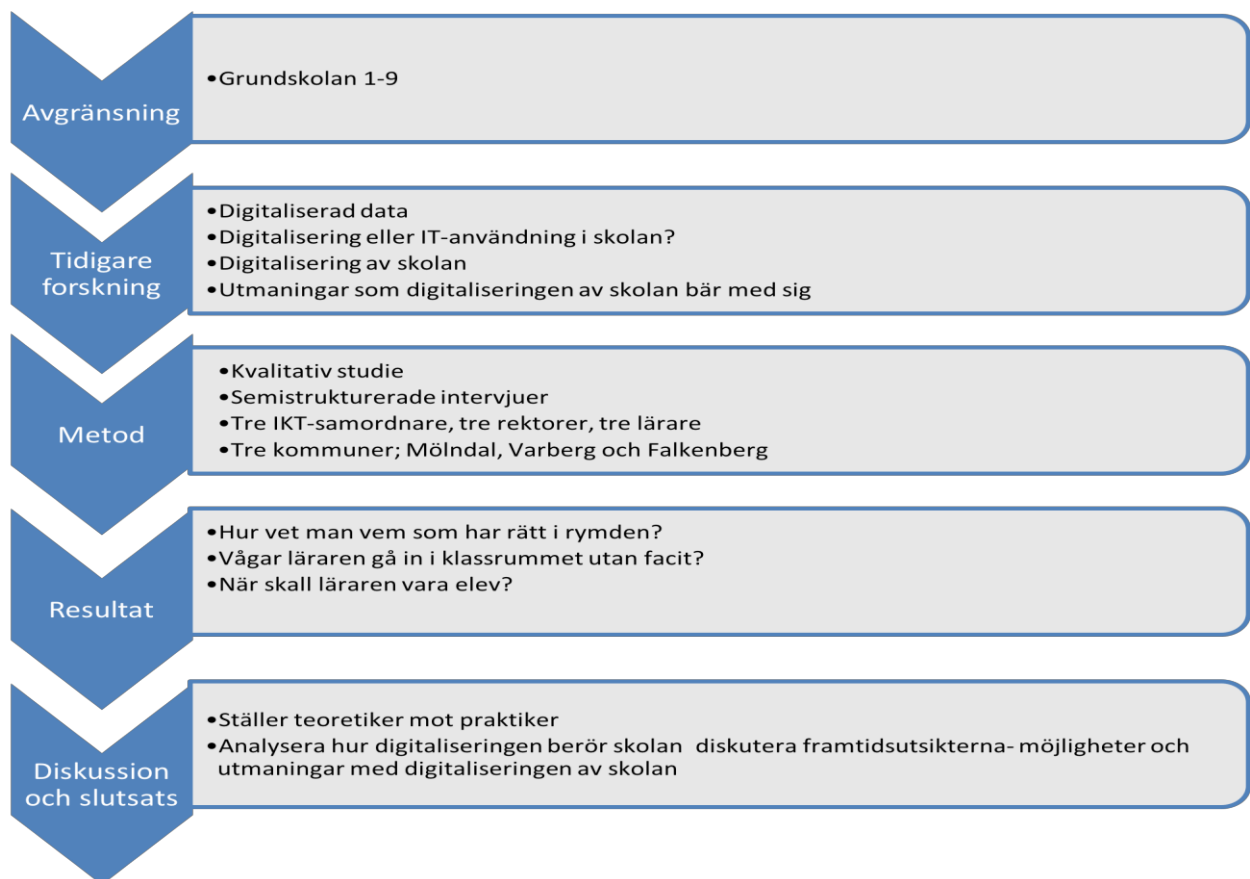 Avgränsning
•Grundskolan 1-9
Tidigare
forskning
•Digitaliserad data
•Digitalisering eller IT-användning i skolan?
•Digitalisering av skolan
•Utmaningar som digitaliseringen av skolan bär med sig
Metod
•Kvalitativ studie
•Semistrukturerade intervjuer
•Tre IKT-samordnare, tre rektorer, tre lärare
•Tre kommuner; Mölndal, Varberg och Falkenberg
Resultat
•Hur vet man vem som har rätt i rymden?
•Vågar läraren gå in i klassrummet utan facit?
•När skall läraren vara elev?
Diskussion
och slutsats
•Ställer teoretiker mot praktiker
•Analysera hur digitaliseringen berör skolan  diskutera framtidsutsikterna- möjligheter och
utmaningar med digitaliseringen av skolan